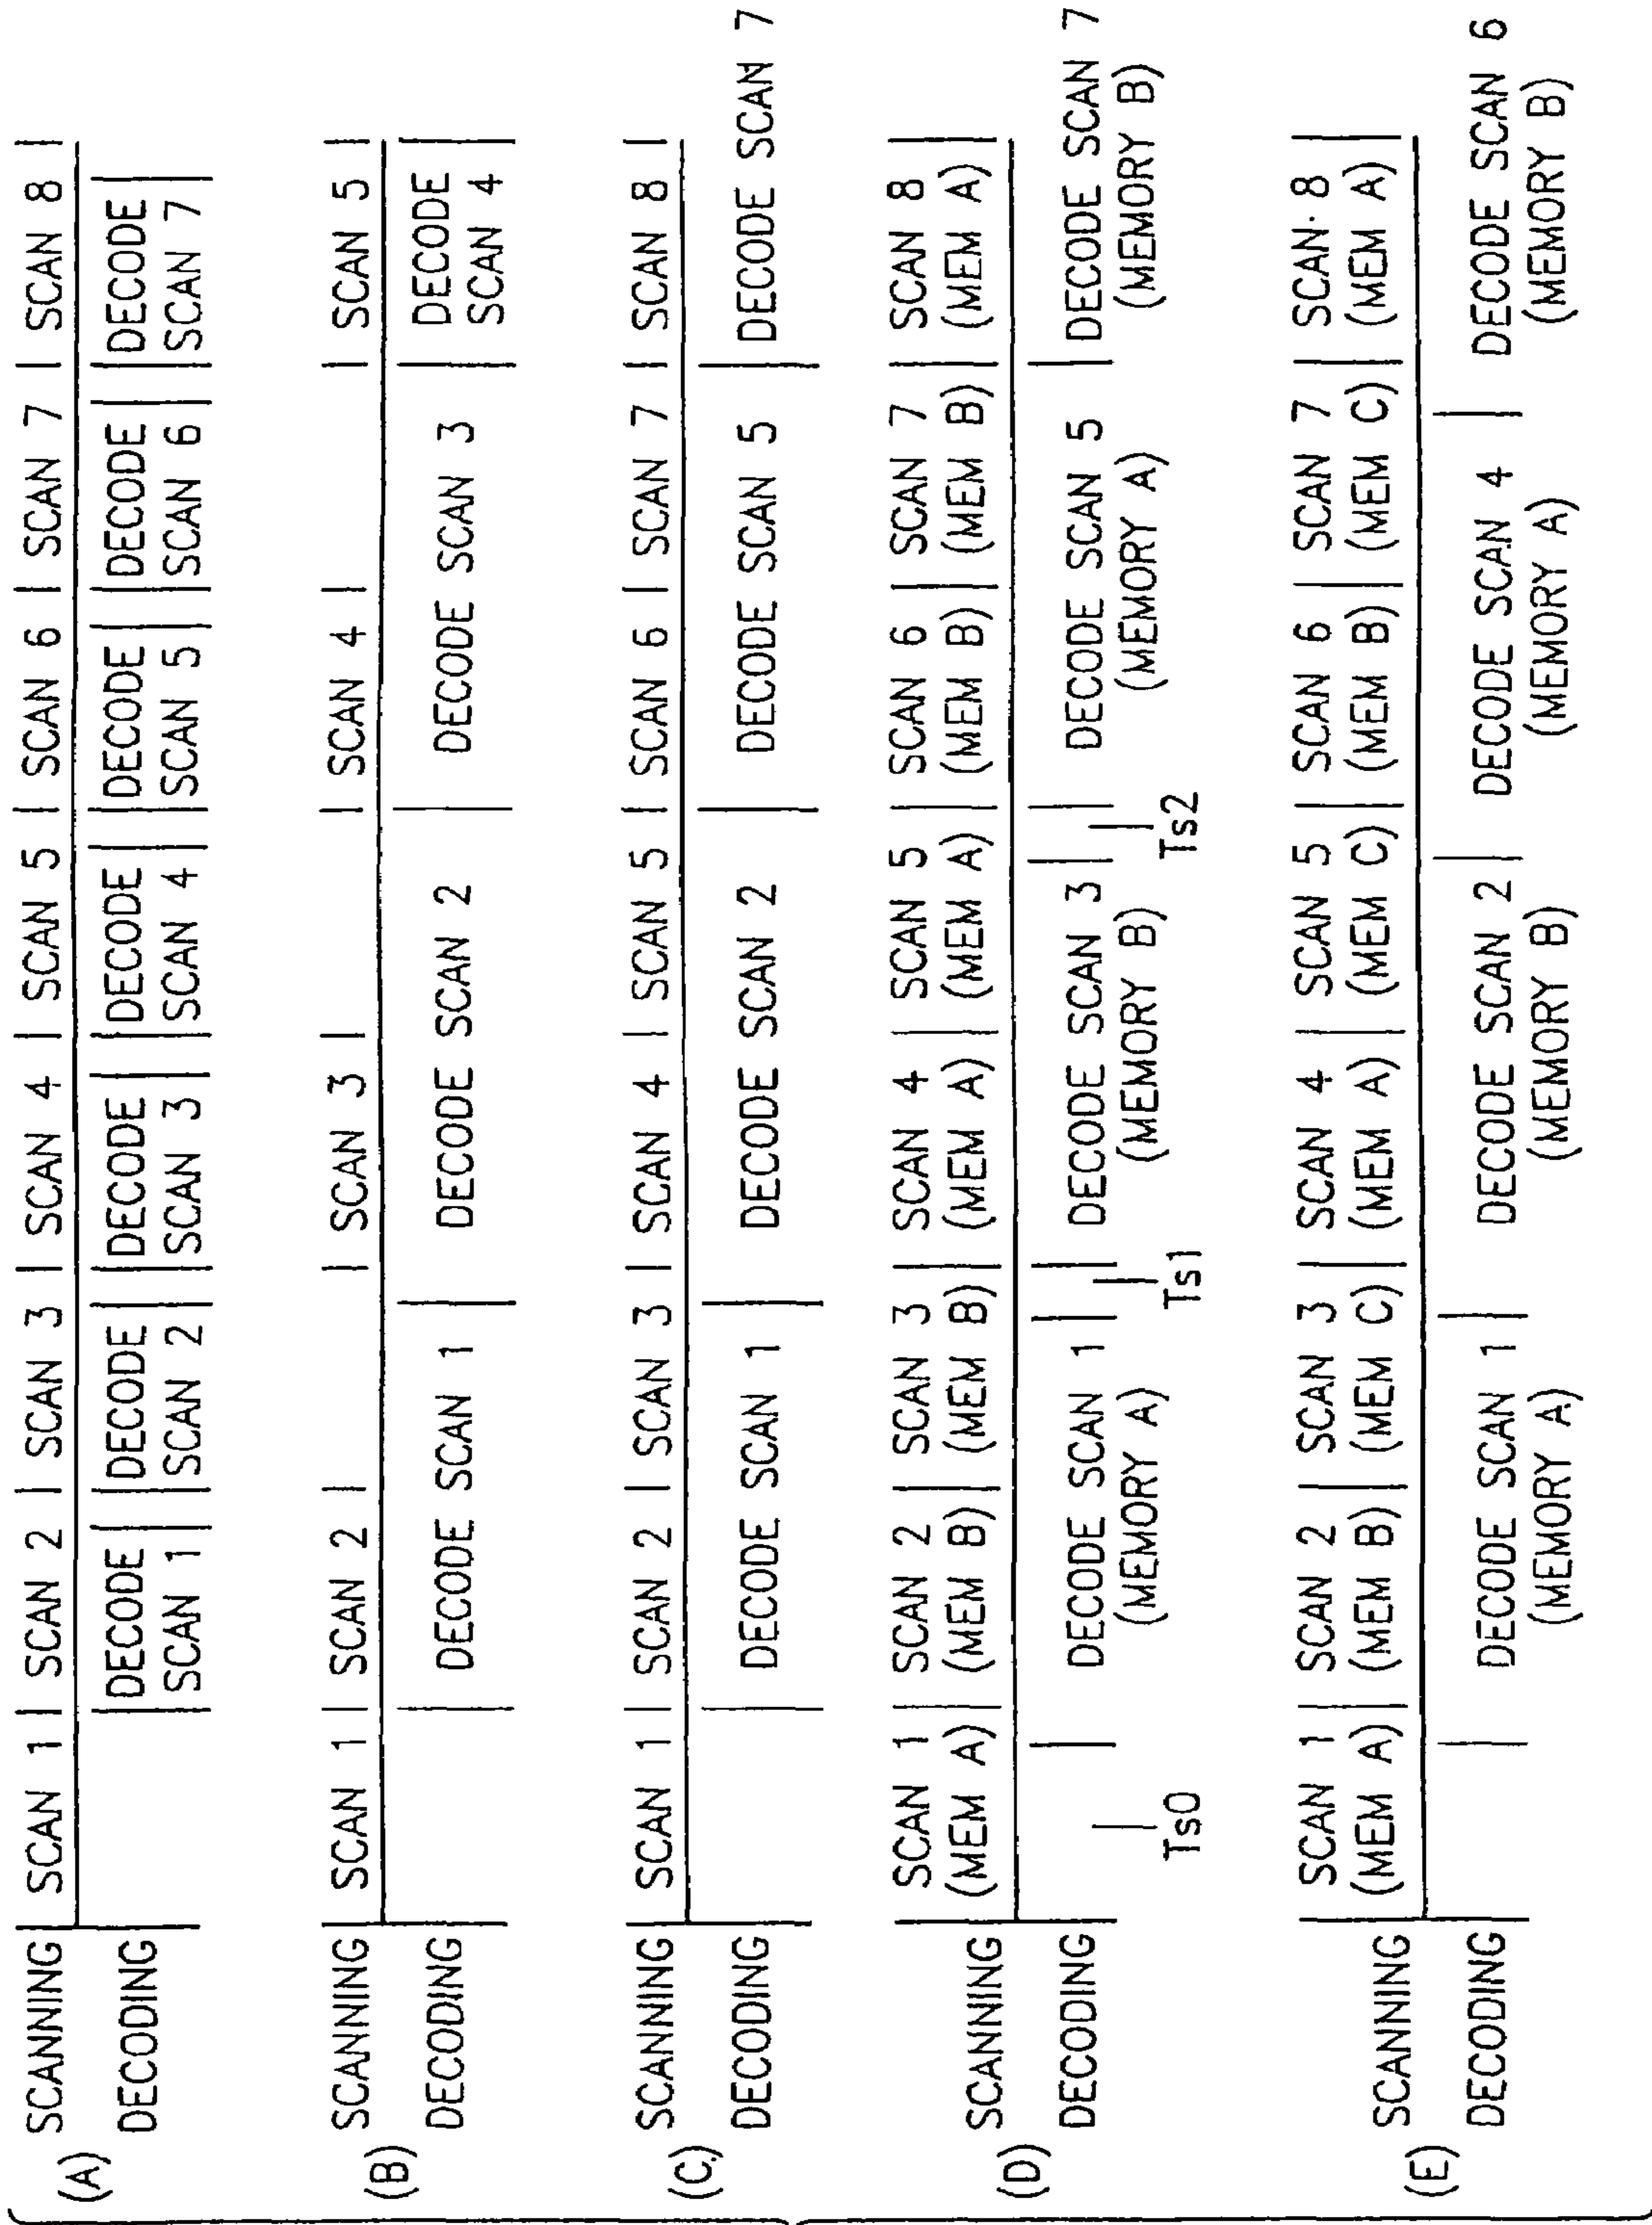 (A)
SCANNING | SCAN 1 | SCAN 2 | SCAN 3 | SCAN 4 | SCAN 5 | SCAN 6 | SCAN 7 | SCAN 8 |
DECODING |DECODE SCAN 1| |DECODE SCAN 2| |DECODE SCAN 3| |DECODE SCAN 4| |DECODE SCAN 5| |DECODE SCAN 6| |DECODE SCAN 7|
(B)
SCANNING | SCAN 1 | SCAN 2 | | SCAN 3 | | SCAN 4 | | SCAN 5 |
DECODING | DECODE SCAN 1 | DECODE SCAN 2 | DECODE SCAN 3 | DECODE SCAN 4 |
(C)
SCANNING | SCAN 1 | SCAN 2 | SCAN 3 | SCAN 4 | SCAN 5 | SCAN 6 | SCAN 7 | SCAN 8 |
DECODING | DECODE SCAN 1 | DECODE SCAN 2 | DECODE SCAN 5 | DECODE SCAN 7
(D)
SCANNING | SCAN 1 | SCAN 2 | SCAN 3 | SCAN 4 | SCAN 5 | SCAN 6 | SCAN 7 | SCAN 8 |
(MEM A) | (MEM B) | (MEM B) | (MEM A) | (MEM A) | (MEM B) | (MEM B) | (MEM A) |
DECODING | DECODE SCAN 1 | | DECODE SCAN 3 | | DECODE SCAN 5 | DECODE SCAN 7
(MEMORY A) (MEMORY B) (MEMORY A) (MEMORY B)
Ts0 Ts1 Ts2
(E)
SCANNING | SCAN 1 | SCAN 2 | SCAN 3 | SCAN 4 | SCAN 5 | SCAN 6 | SCAN 7 | SCAN 8 |
(MEM A) | (MEM B) | (MEM C) | (MEM A) | (MEM C) | (MEM B) | (MEM C) | (MEM A) |
DECODING | DECODE SCAN 1 | DECODE SCAN 2 | DECODE SCAN 4 | DECODE SCAN 6
(MEMORY A) (MEMORY B) (MEMORY A) (MEMORY B)